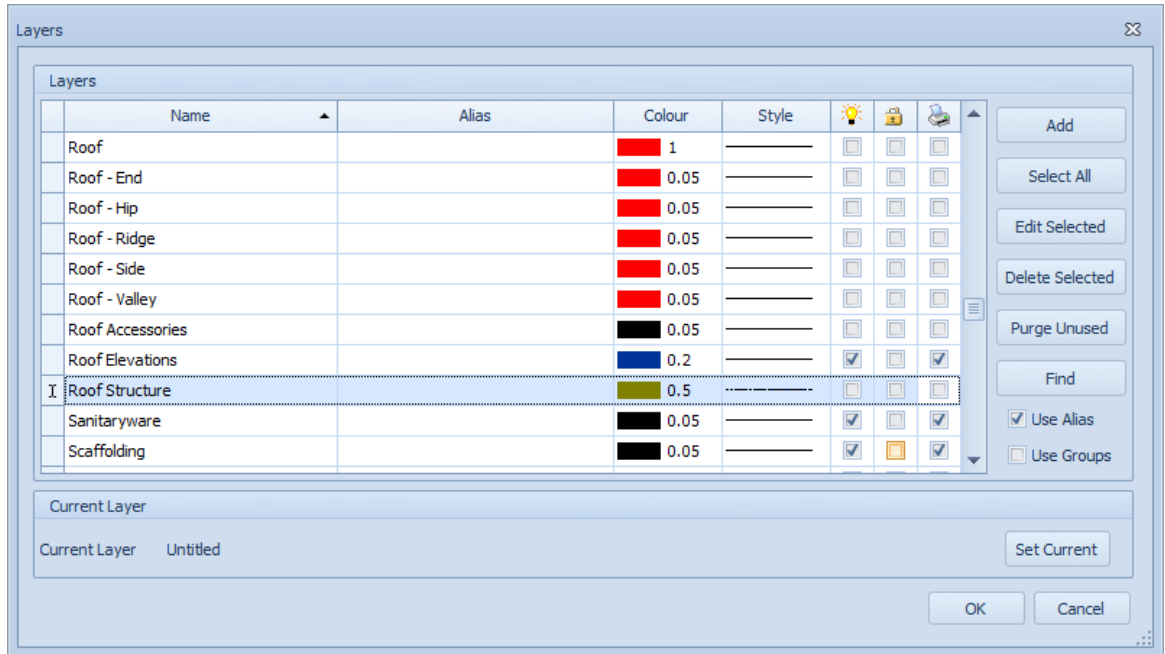 Layers
Layers
Name Alias Colour Style
Add
Roof 1
Roof - End 0.05
Select All
Roof - Hip 0.05
Roof - Ridge 0.05
Edit Selected
Roof - Side 0.05
Delete Selected
Roof - Valley 0.05
Roof Accessories 0.05
Purge Unused
Roof Elevations 0.2
Roof Structure 0.5
Find
Sanitaryware 0.05
Use Alias
Scaffolding 0.05
Use Groups
Current Layer
Current Layer Untitled
Set Current
OK Cancel